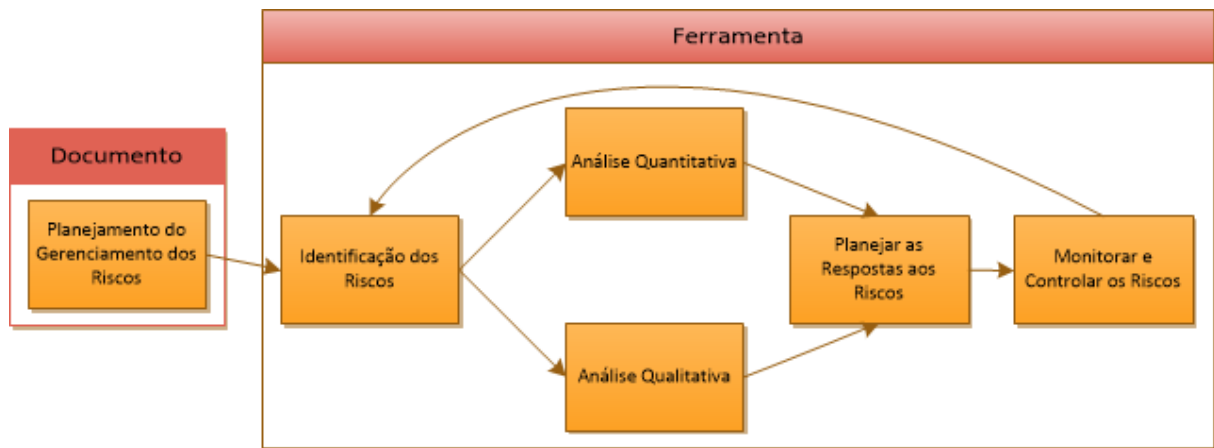 Ferramenta
Documento
Planejamento do
Gerenciamento dos
Riscos
Identificação dos
Riscos
Análise Quantitativa
Análise Qualitativa
Planejar as
Respostas aos
Riscos
Monitorar e
Controlar os Riscos